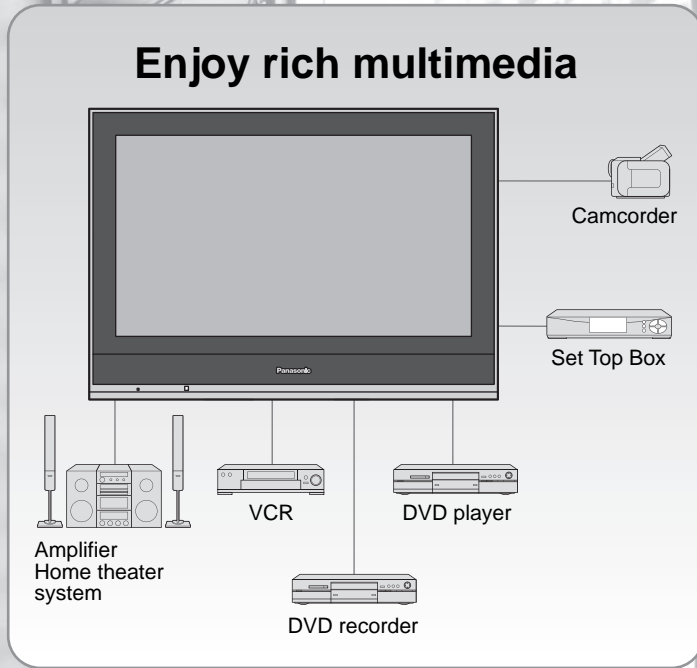 Enjoy rich multimedia
Camcorder
Set Top Box
Panasonic
VCR
DVD player
Amplifier
Home theater
system
DVD recorder